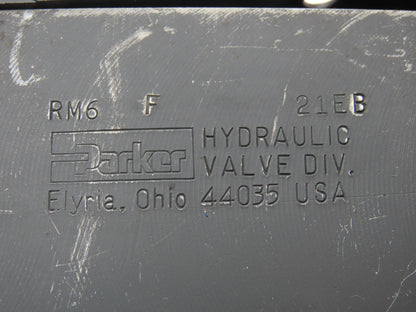 RM6 F 21EB
Parker HYDRAULIC
VALVE DIV.
Elyria, Ohio 44035 USA